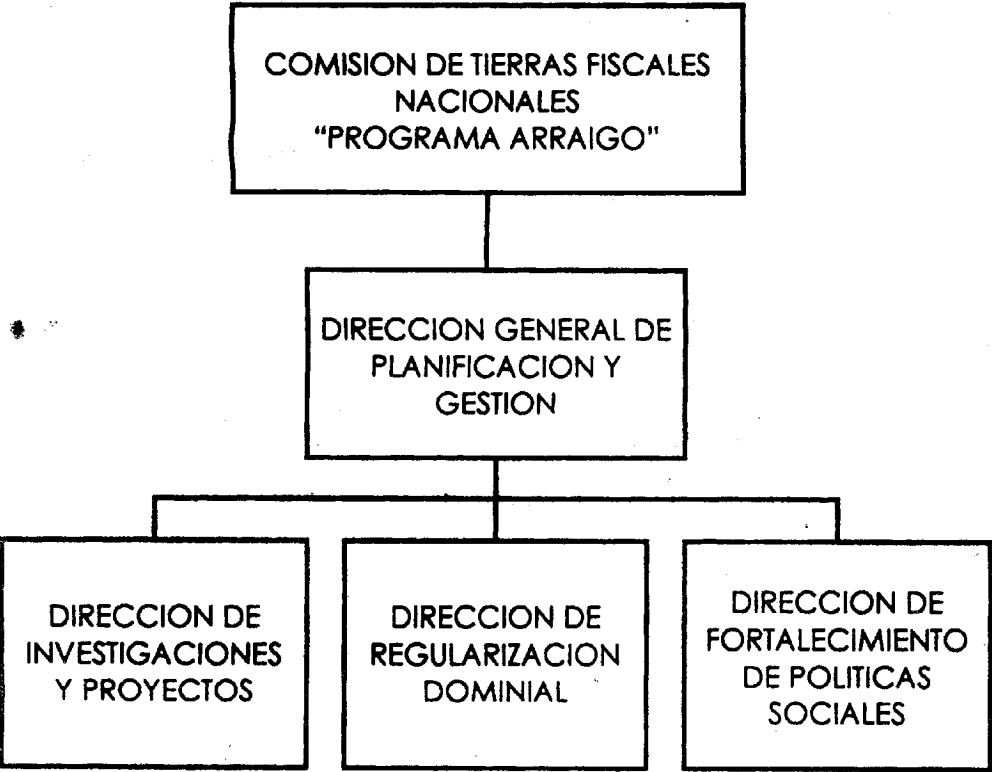 COMISION DE TIERRAS FISCALES
NACIONALES
"PROGRAMA ARRAIGO"
DIRECCION GENERAL DE
PLANIFICACION Y
GESTION
DIRECCION DE
INVESTIGACIONES
Y PROYECTOS
DIRECCION DE
REGULARIZACION
DOMINIAL
DIRECCION DE
FORTALECIMIENTO
DE POLITICAS
SOCIALES